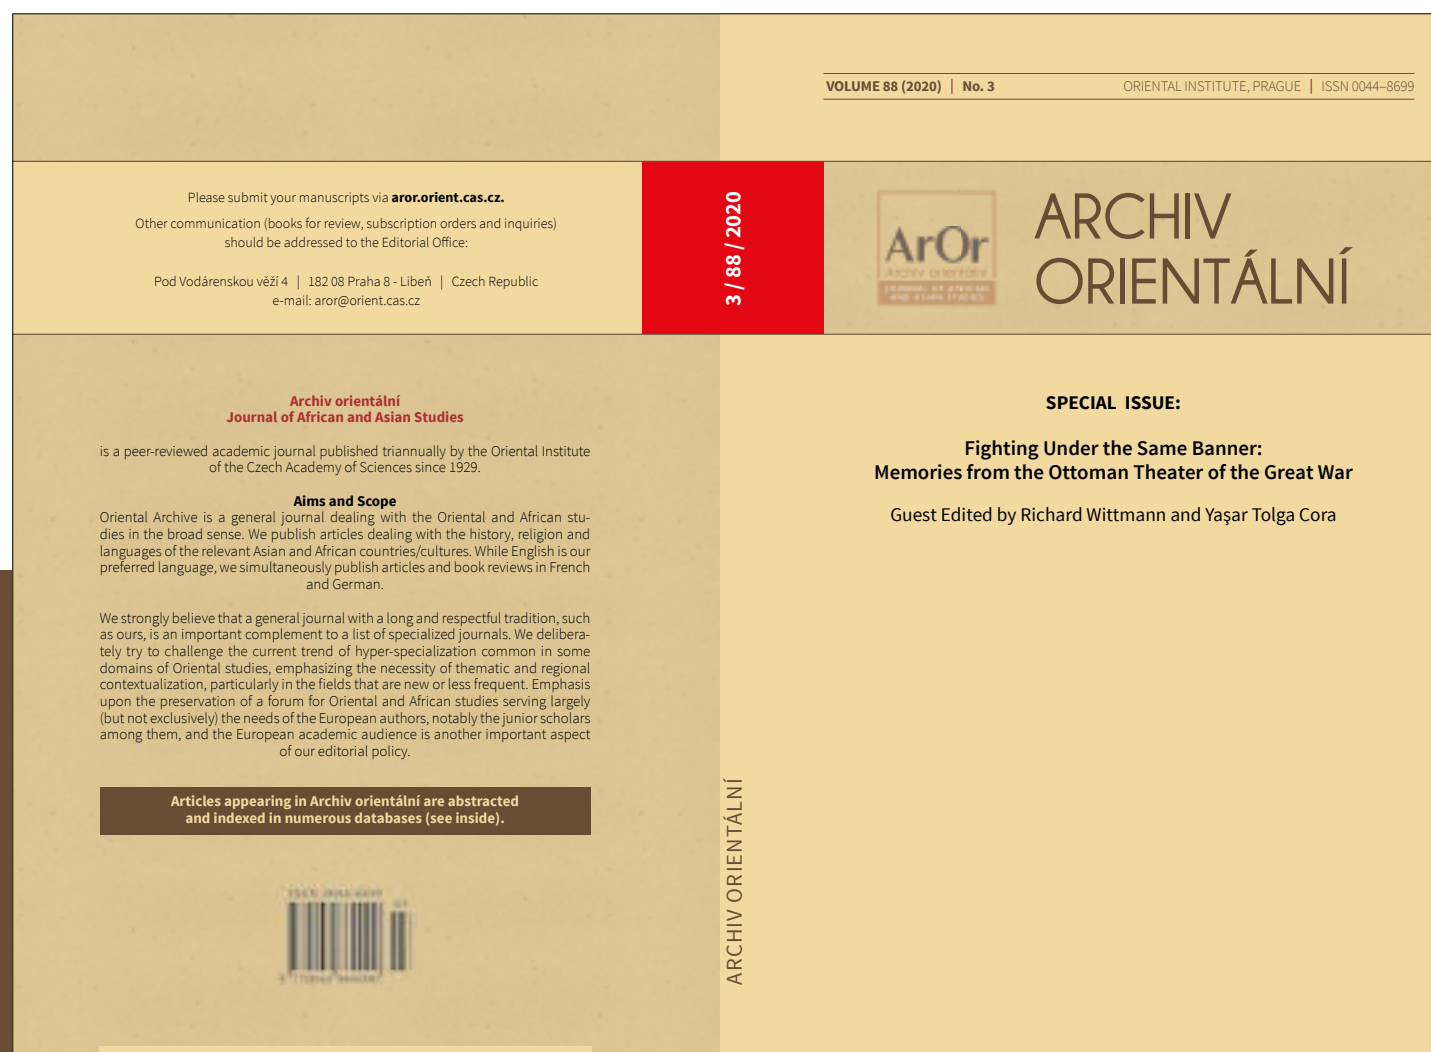 Please submit your manuscripts via aror.orient.cas.cz.
Other communication (books for review, subscription orders and inquiries)
should be addressed to the Editorial Office:
Pod Vodárenskou věží 4 | 182 08 Praha 8 - Libeň | Czech Republic
e-mail: aror@orient.cas.cz
Archiv orientální
Journal of African and Asian Studies
is a peer-reviewed academic journal published triannually by the Oriental Institute
of the Czech Academy of Sciences since 1929.
Aims and Scope
Oriental Archive is a general journal dealing with the Oriental and African stu-
dies in the broad sense. We publish articles dealing with the history, religion and
languages of the relevant Asian and African countries/cultures. While English is our
preferred language, we simultaneously publish articles and book reviews in French
and German.
We strongly believe that a general journal with a long and respectful tradition, such
as ours, is an important complement to a list of specialized journals. We delibera-
tely try to challenge the current trend of hyper-specialization common in some
domains of Oriental studies, emphasizing the necessity of thematic and regional
contextualization, particularly in the fields that are new or less frequent. Emphasis
upon the preservation of a forum for Oriental and African studies serving largely
(but not exclusively) the needs of the European authors, notably the junior scholars
among them, and the European academic audience is another important aspect
of our editorial policy.
Articles appearing in Archiv orientální are abstracted
and indexed in numerous databases (see inside).
3 / 88 / 2020
ARCHIV ORIENTÁLNÍ
VOLUME 88 (2020) | No. 3
ORIENTAL INSTITUTE, PRAGUE | ISSN 0044–8699
ArOr
Archiv orientální
JOURNAL OF AFRICAN
AND ASIAN STUDIES
ARCHIV
ORIENTÁLNÍ
SPECIAL ISSUE:
Fighting Under the Same Banner:
Memories from the Ottoman Theater of the Great War
Guest Edited by Richard Wittmann and Yaşar Tolga Cora